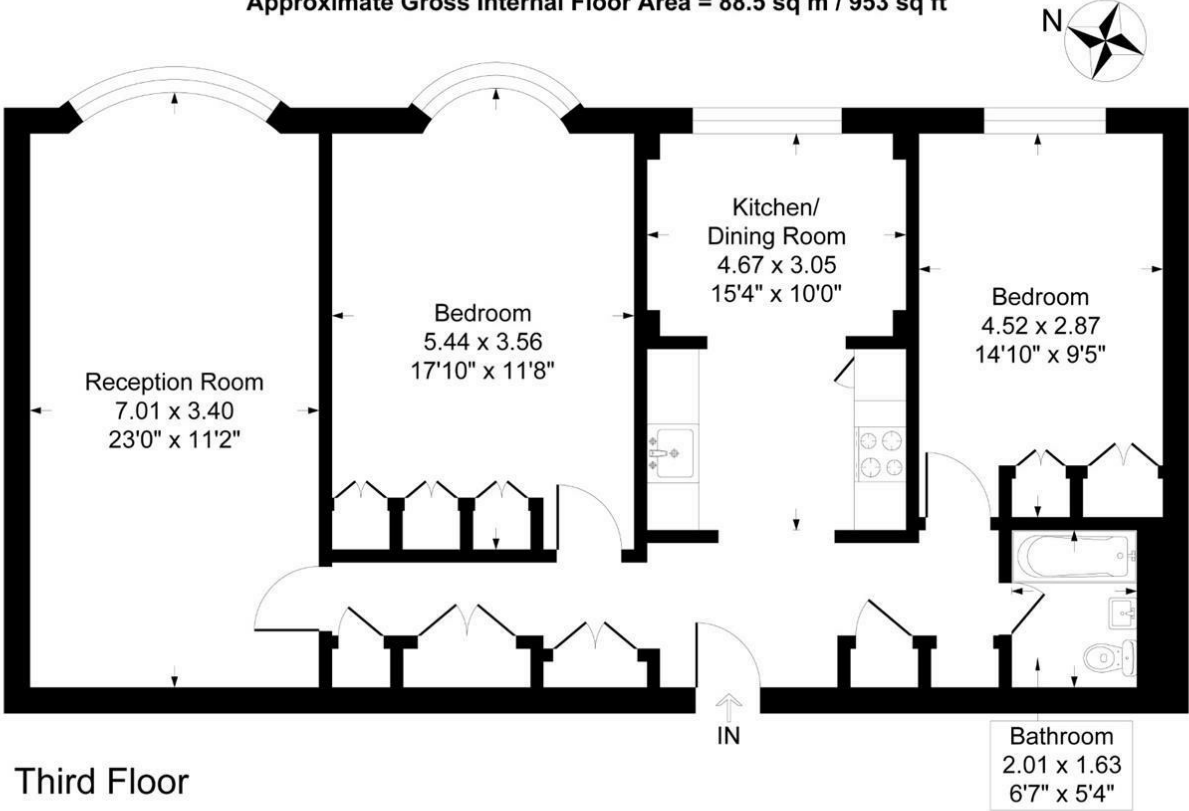 Approximate Gross Internal Floor Area = 88.5 sq m / 953 sq ft
N
Kitchen/
Dining Room
4.67 x 3.05
15'4" x 10'0"
Bedroom
5.44 x 3.56
17'10" x 11'8"
Bedroom
4.52 x 2.87
14'10" x 9'5"
Reception Room
7.01 x 3.40
23'0" x 11'2"
IN
Bathroom
2.01 x 1.63
6'7" x 5'4"
Third Floor